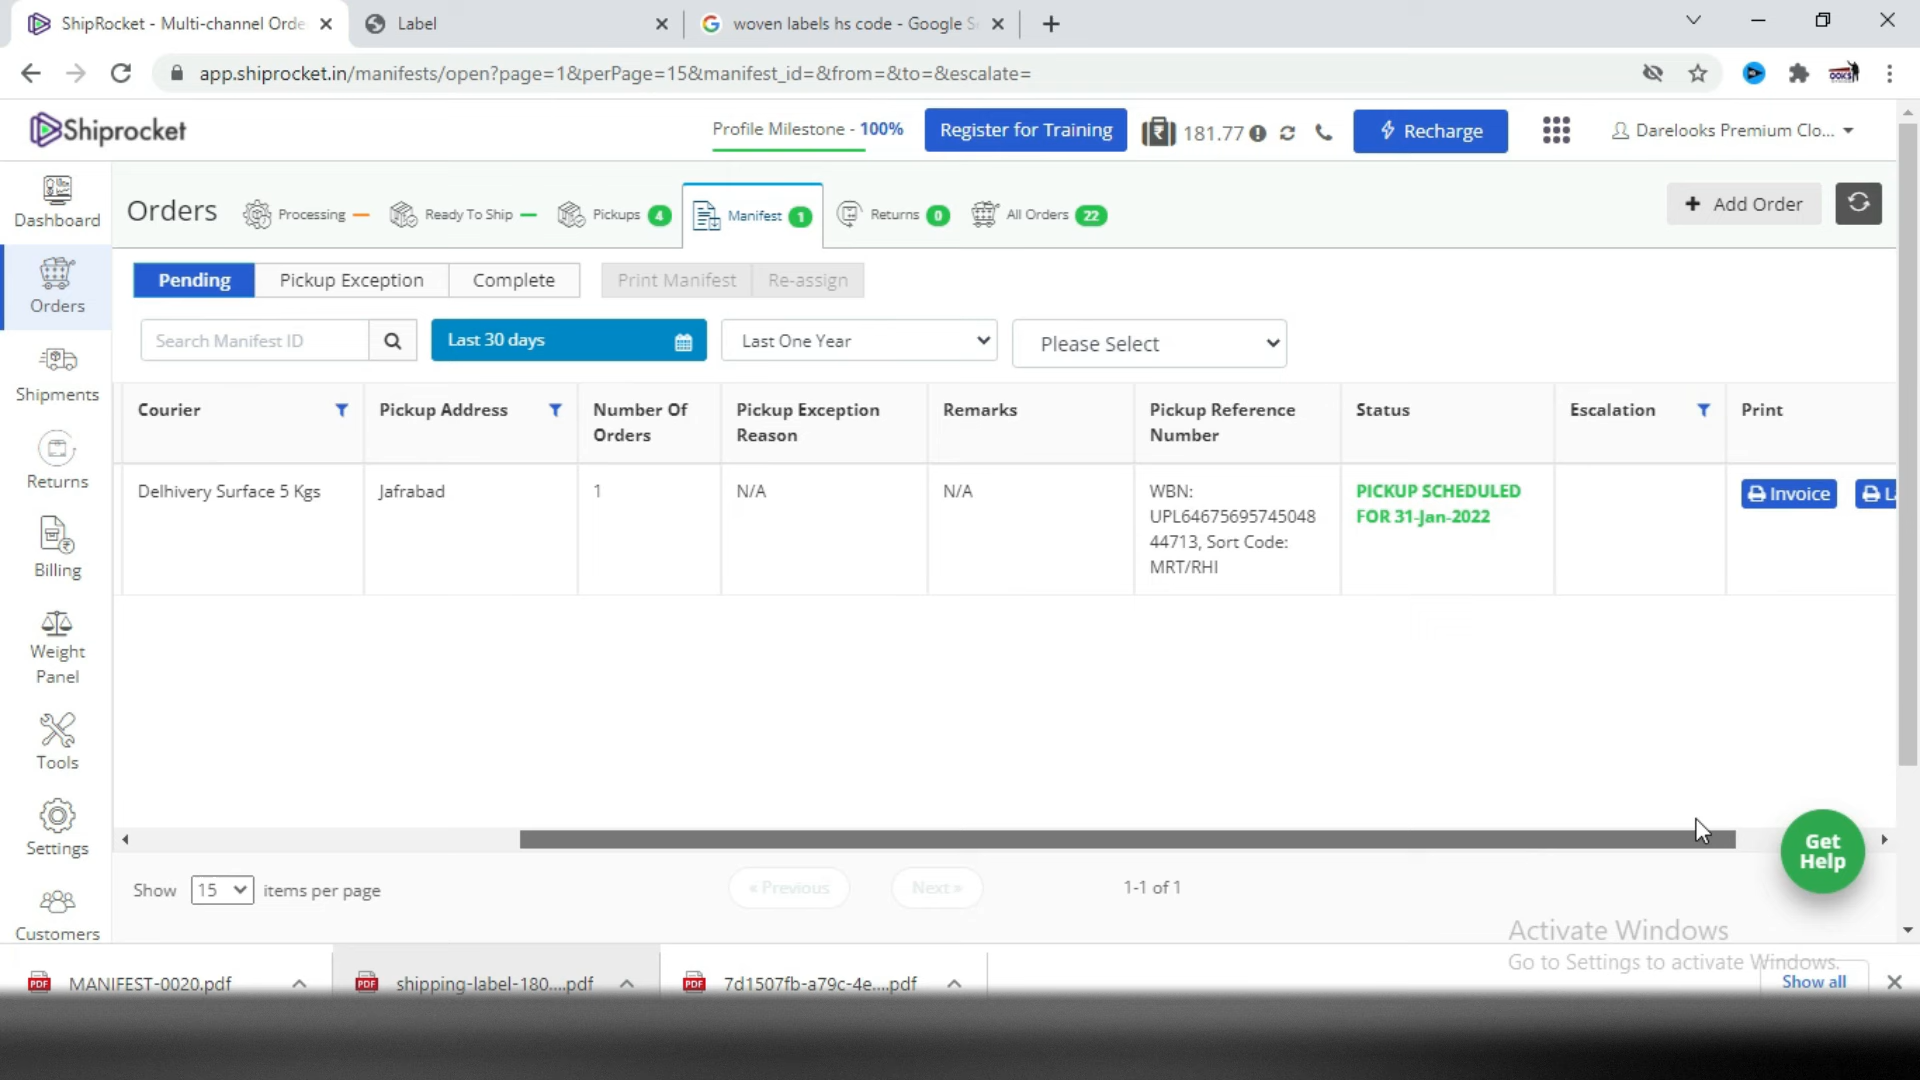 ShipRocket - Multi-channel Orde
Label
woven labels hs code - Google S
app.shiprocket.in/manifests/open?page=1&perPage=15&manifest_id=&from=&to=&escalate=
Shiprocket
Profile Milestone - 100%
Register for Training
181.77
Recharge
Darelooks Premium Clo...
Dashboard
Orders
Shipments
Returns
Billing
Weight
Panel
Tools
Settings
Customers
Orders
Processing
Ready To Ship
Pickups 4
Manifest 1
Returns 0
All Orders 22
+ Add Order
Pending
Pickup Exception
Complete
Print Manifest
Re-assign
Search Manifest ID
Last 30 days
Last One Year
Please Select
Courier
Pickup Address
Number Of
Orders
Pickup Exception
Reason
Remarks
Pickup Reference
Number
Status
Escalation
Print
Delhivery Surface 5 Kgs
Jafrabad
1
N/A
N/A
WBN:
UPL64675695745048
44713, Sort Code:
MRT/RHI
PICKUP SCHEDULED
FOR 31-Jan-2022
Invoice
Get
Help
Show 15 items per page
« Previous
Next »
1-1 of 1
Activate Windows
Go to Settings to activate Windows.
MANIFEST-0020.pdf
shipping-label-180....pdf
7d1507fb-a79c-4e....pdf
Show all